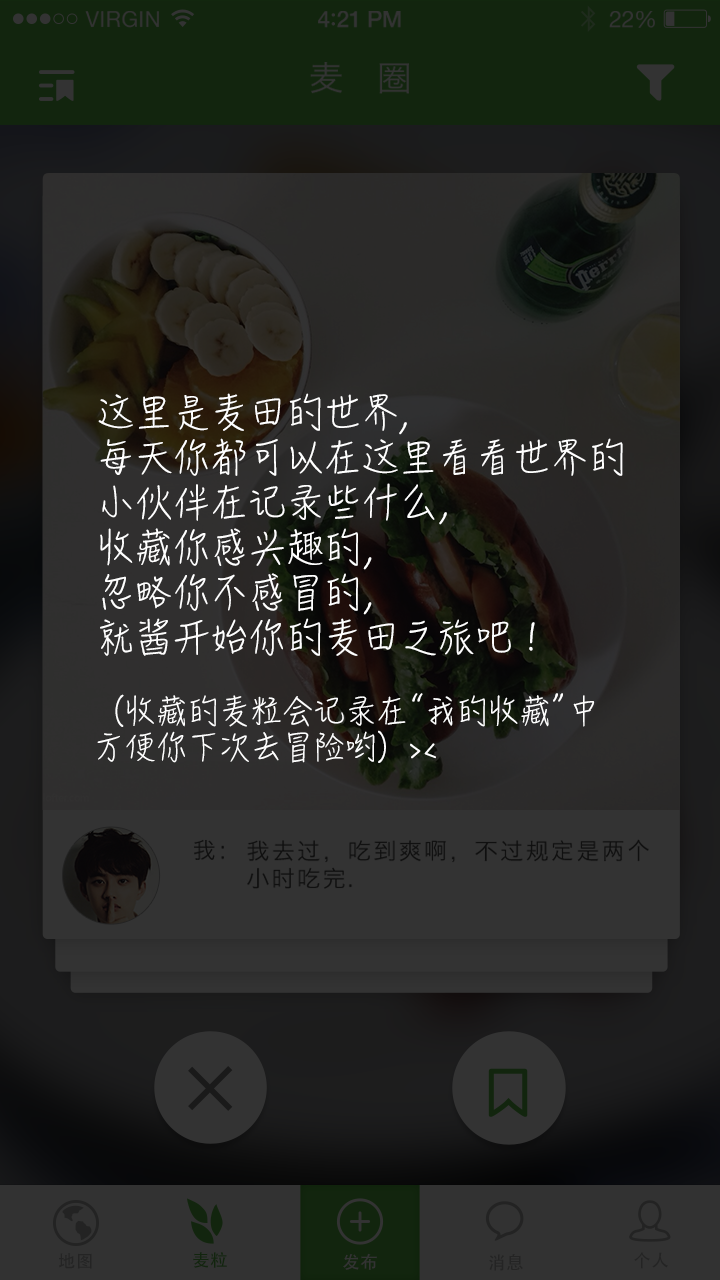 VIRGIN
4:21 PM
22%
麦 圈
perrier
这里是麦田的世界,
每天你都可以在这里看看世界的
小伙伴在记录些什么,
收藏你感兴趣的,
忽略你不感冒的,
就酱开始你的麦田之旅吧！
（收藏的麦粒会记录在“我的收藏”中
方便你下次去冒险哟）><
我： 我去过，吃到爽啊，不过规定是两个
小时吃完.
地图
麦粒
发布
消息
个人